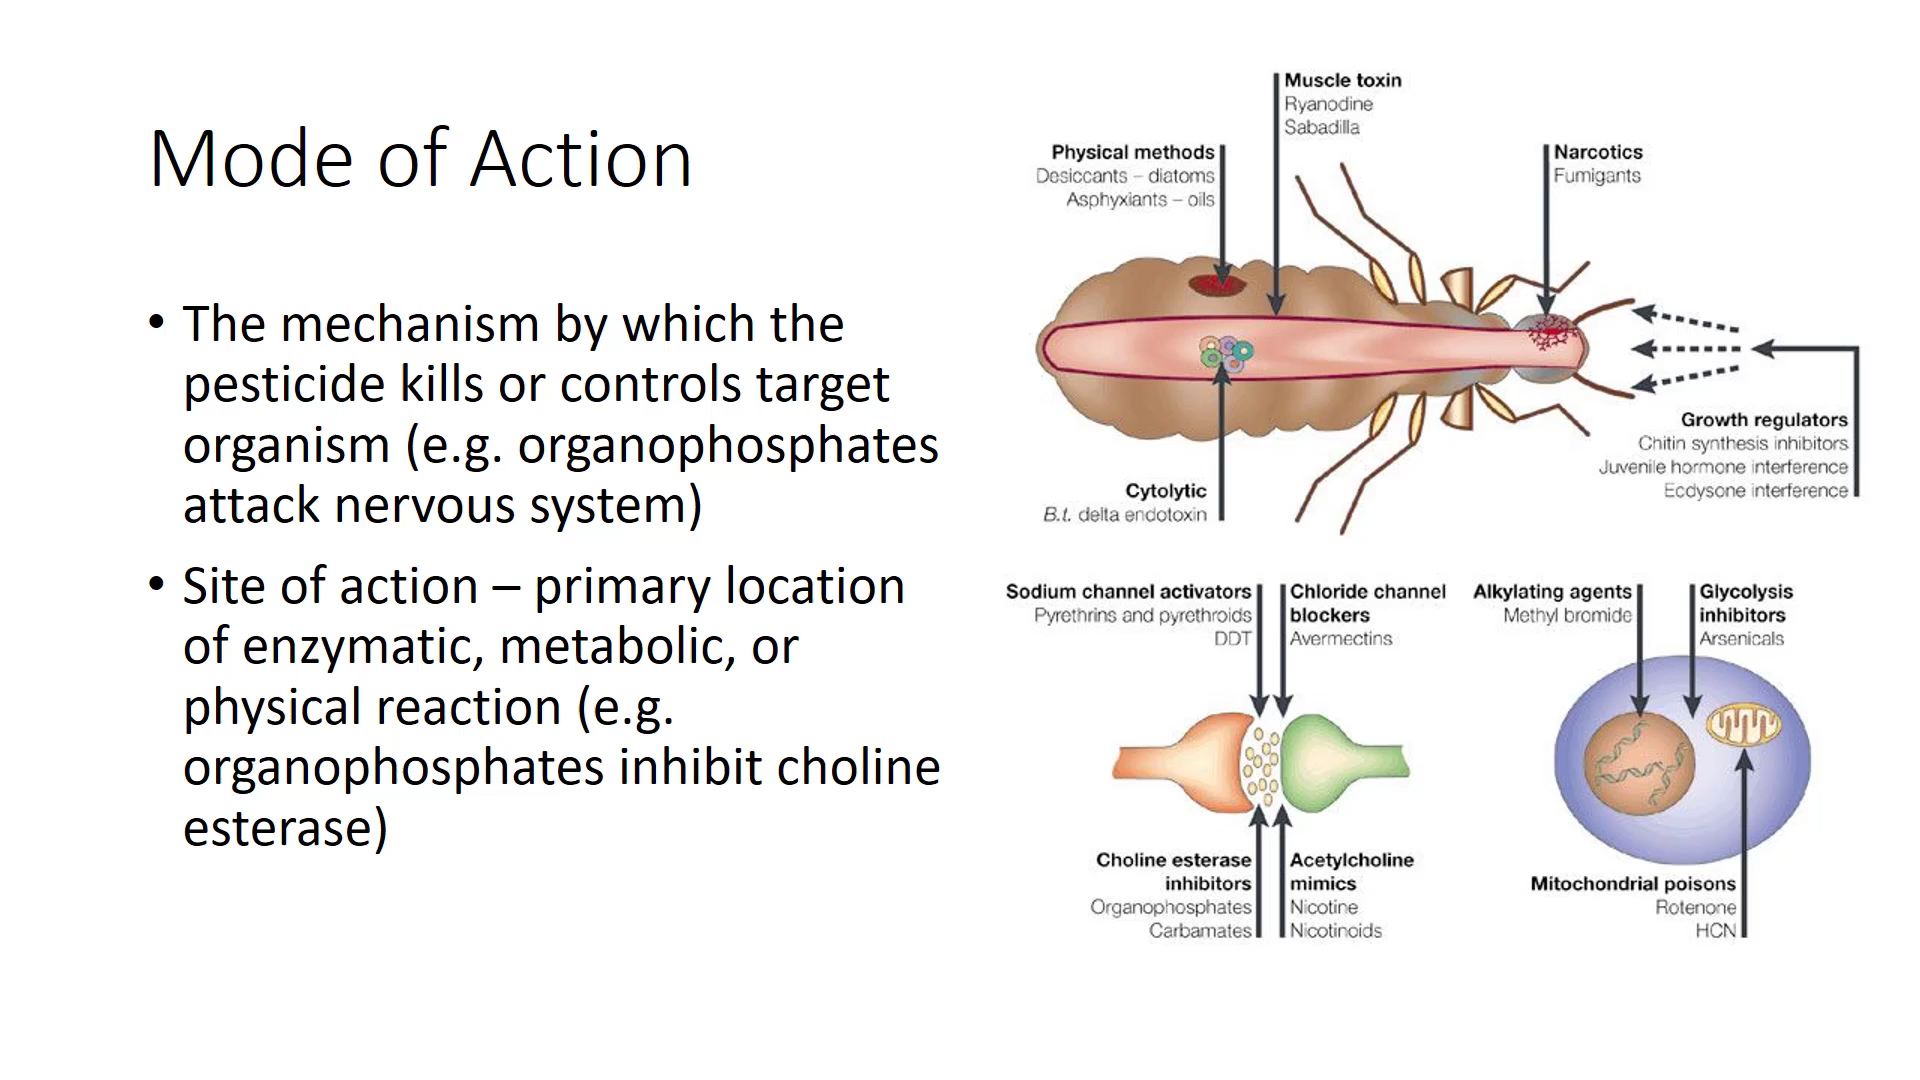 Mode of Action
• The mechanism by which the
pesticide kills or controls target
organism (e.g. organophosphates
attack nervous system)
• Site of action – primary location
of enzymatic, metabolic, or
physical reaction (e.g.
organophosphates inhibit choline
esterase)
Muscle toxin
Ryanodine
Sabadilla
Physical methods
Desiccants – diatoms
Asphyxiants – oils
Narcotics
Fumigants
Growth regulators
Chitin synthesis inhibitors
Juvenile hormone interference
Ecdysone interference
Cytolytic
B.t. delta endotoxin
Sodium channel activators
Pyrethrins and pyrethroids
DDT
Chloride channel
blockers
Avermectins
Alkylating agents
Methyl bromide
Glycolysis
inhibitors
Arsenicals
Choline esterase
inhibitors
Organophosphates
Carbamates
Acetylcholine
mimics
Nicotine
Nicotinoids
Mitochondrial poisons
Rotenone
HCN